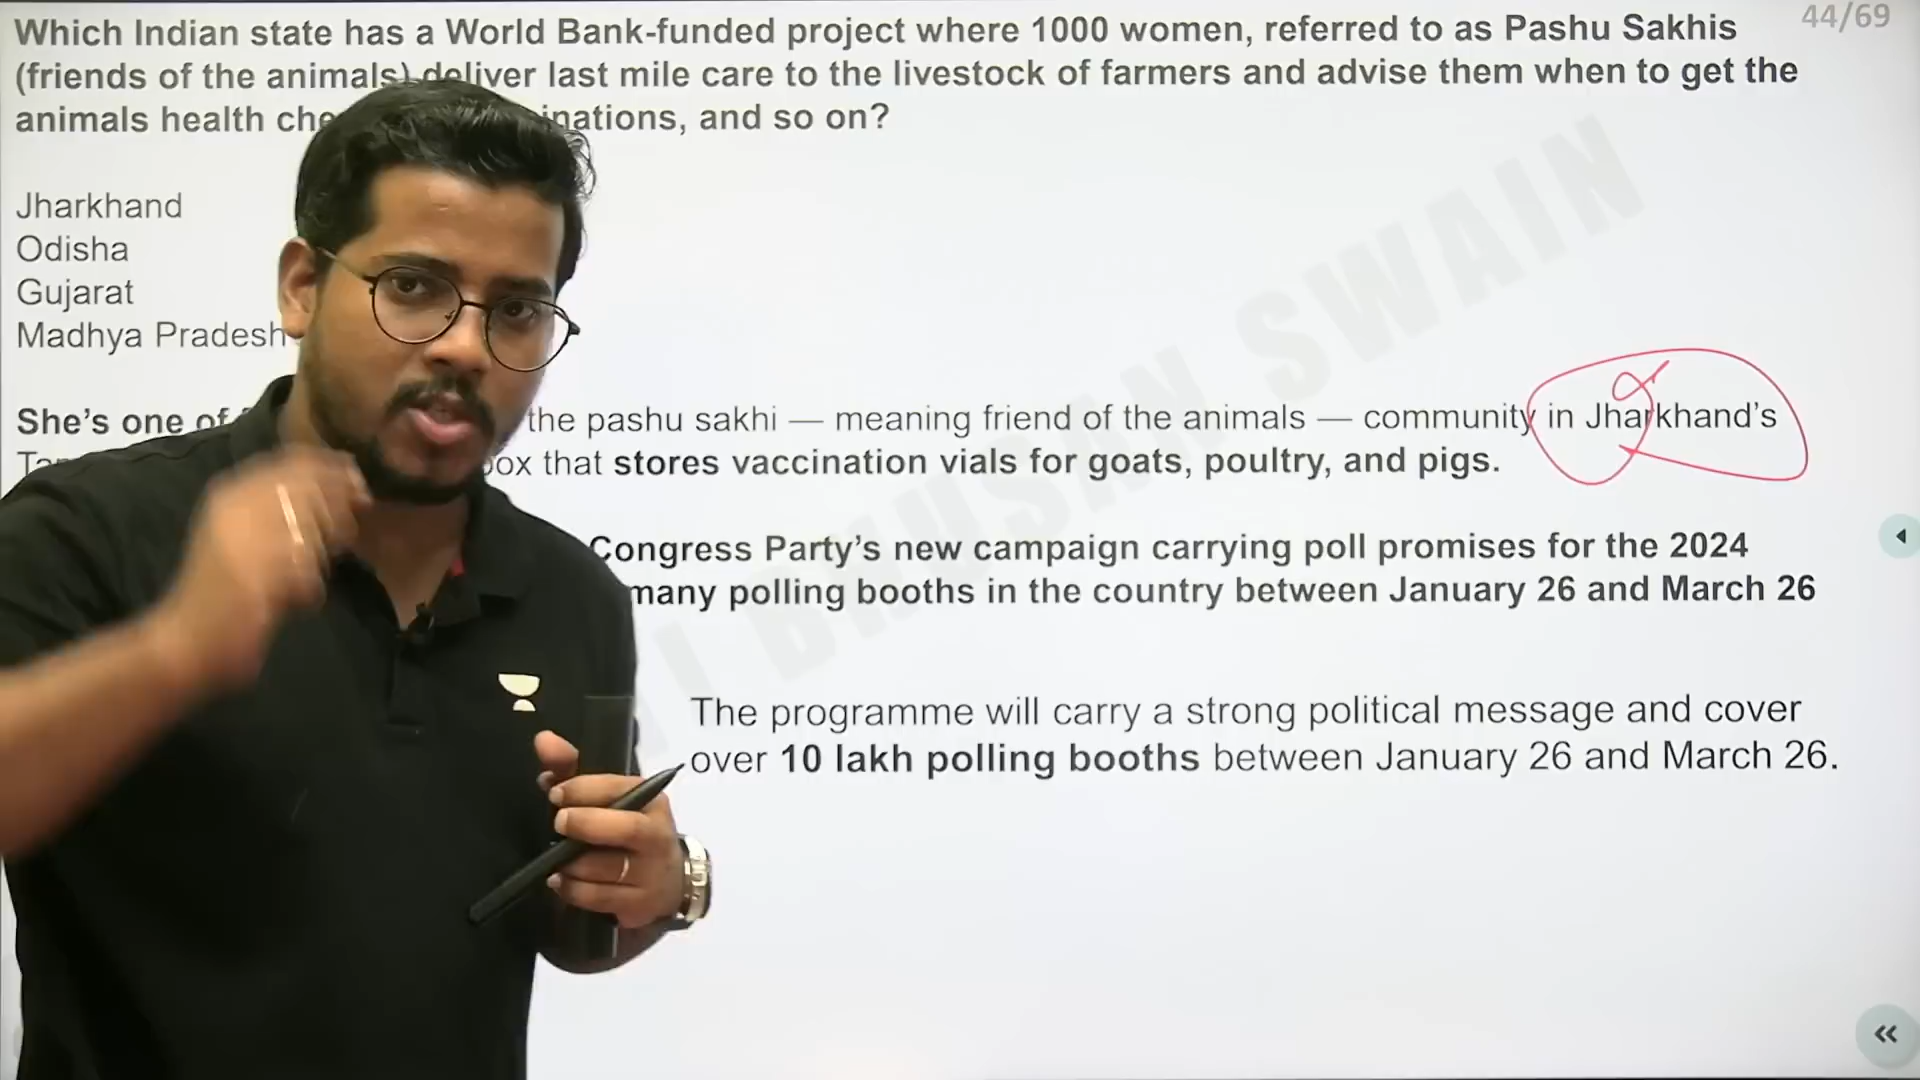 44/69
Which Indian state has a World Bank-funded project where 1000 women, referred to as Pashu Sakhis
(friends of the animals) deliver last mile care to the livestock of farmers and advise them when to get the
animals health and so on?
Jharkhand
Odisha
Gujarat
Madhya Pradesh
She's one of the pashu sakhi — meaning friend of the animals — community in Jharkhand's
that stores vaccination vials for goats, poultry, and pigs.
Congress Party's new campaign carrying poll promises for the 2024
many polling booths in the country between January 26 and March 26
The programme will carry a strong political message and cover
over 10 lakh polling booths between January 26 and March 26.
BHUSAN SWAIN